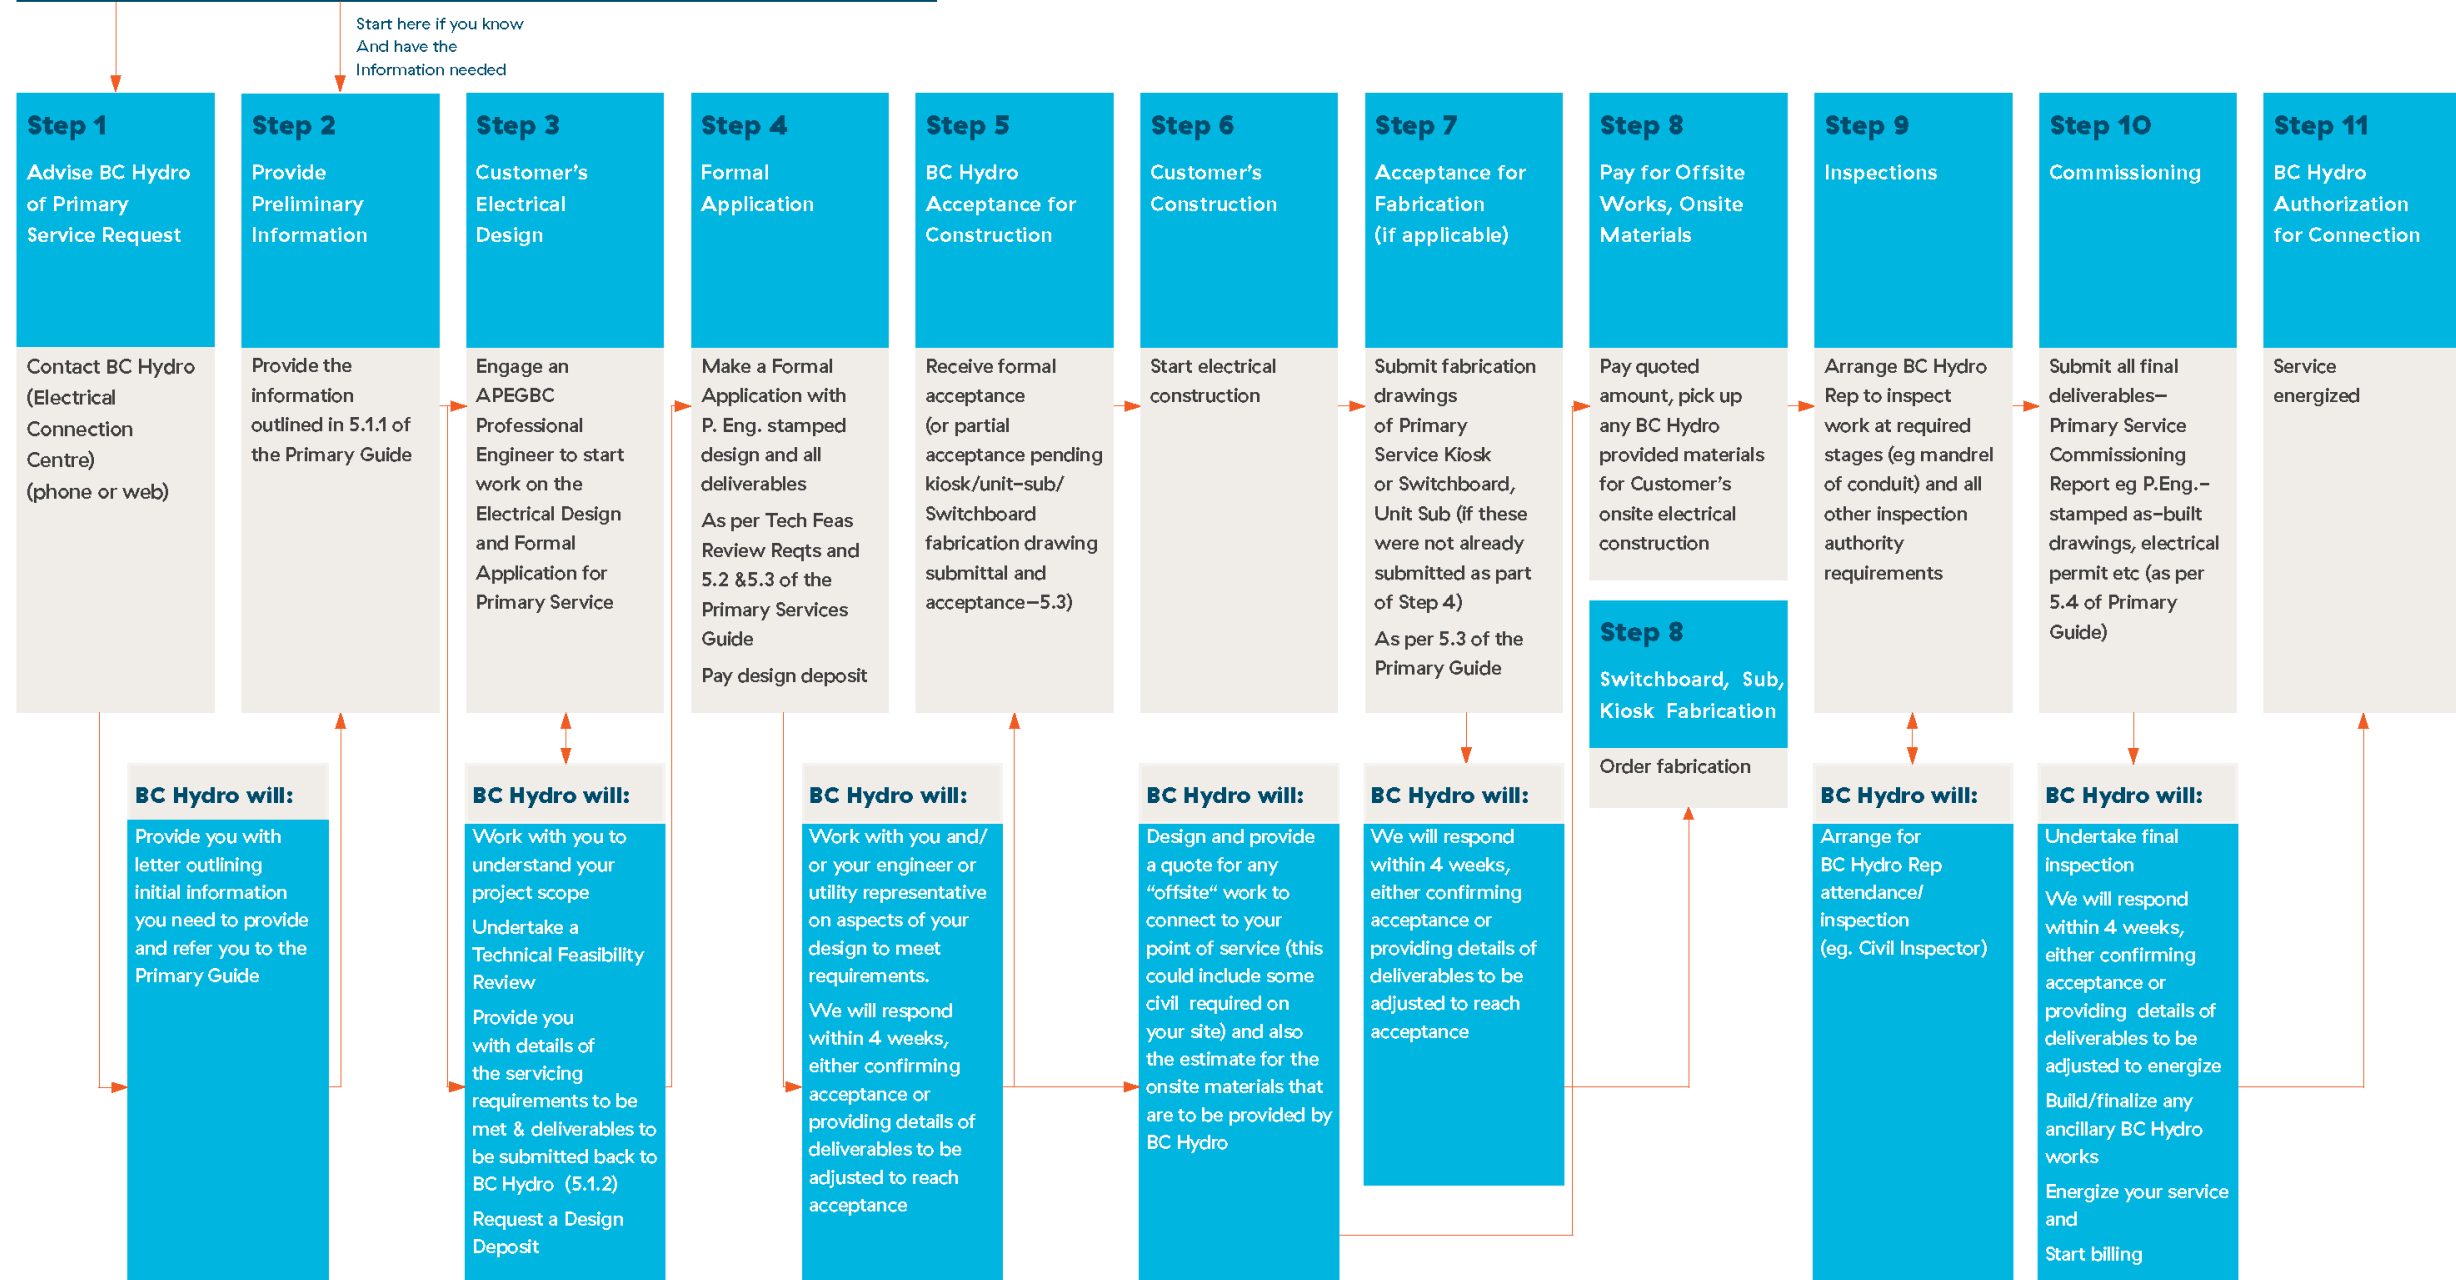 Start here if you know
And have the
Information needed
Step 1
Advise BC Hydro
of Primary
Service Request
Contact BC Hydro
(Electrical
Connection
Centre)
(phone or web)
Step 2
Provide
Preliminary
Information
Provide the
information
outlined in 5.1.1 of
the Primary Guide
Step 3
Customer's
Electrical
Design
Engage an
APEGBC
Professional
Engineer to start
work on the
Electrical Design
and Formal
Application for
Primary Service
Step 4
Formal
Application
Make a Formal
Application with
P. Eng. stamped
design and all
deliverables
As per Tech Feas
Review Reqts and
5.2 &5.3 of the
Primary Services
Guide
Pay design deposit
Step 5
BC Hydro
Acceptance for
Construction
Receive formal
acceptance
(or partial
acceptance pending
kiosk/unit-sub/
Switchboard
fabrication drawing
submittal and
acceptance–5.3)
Step 6
Customer's
Construction
Start electrical
construction
Step 7
Acceptance for
Fabrication
(if applicable)
Submit fabrication
drawings
of Primary
Service Kiosk
or Switchboard,
Unit Sub (if these
were not already
submitted as part
of Step 4)
As per 5.3 of the
Primary Guide
Step 8
Pay for Offsite
Works, Onsite
Materials
Pay quoted
amount, pick up
any BC Hydro
provided materials
for Customer's
onsite electrical
construction
Step 8
Switchboard, Sub,
Kiosk Fabrication
Order fabrication
Step 9
Inspections
Arrange BC Hydro
Rep to inspect
work at required
stages (eg mandrel
of conduit) and all
other inspection
authority
requirements
Step 10
Commissioning
Submit all final
deliverables–
Primary Service
Commissioning
Report eg P.Eng.-
stamped as-built
drawings, electrical
permit etc (as per
5.4 of Primary
Guide)
Step 11
BC Hydro
Authorization
for Connection
Service
energized
BC Hydro will:
Provide you with
letter outlining
initial information
you need to provide
and refer you to the
Primary Guide
BC Hydro will:
Work with you to
understand your
project scope
Undertake a
Technical Feasibility
Review
Provide you
with details of
the servicing
requirements to be
met & deliverables to
be submitted back to
BC Hydro (5.1.2)
Request a Design
Deposit
BC Hydro will:
Work with you and/
or your engineer or
utility representative
on aspects of your
design to meet
requirements.
We will respond
within 4 weeks,
either confirming
acceptance or
providing details of
deliverables to be
adjusted to reach
acceptance
BC Hydro will:
Design and provide
a quote for any
"offsite" work to
connect to your
point of service (this
could include some
civil required on
your site) and also
the estimate for the
onsite materials that
are to be provided by
BC Hydro
BC Hydro will:
We will respond
within 4 weeks,
either confirming
acceptance or
providing details of
deliverables to be
adjusted to reach
acceptance
BC Hydro will:
Arrange for
BC Hydro Rep
attendance/
inspection
(eg. Civil Inspector)
BC Hydro will:
Undertake final
inspection
We will respond
within 4 weeks,
either confirming
acceptance or
providing details of
deliverables to be
adjusted to energize
Build/finalize any
ancillary BC Hydro
works
Energize your service
and
Start billing